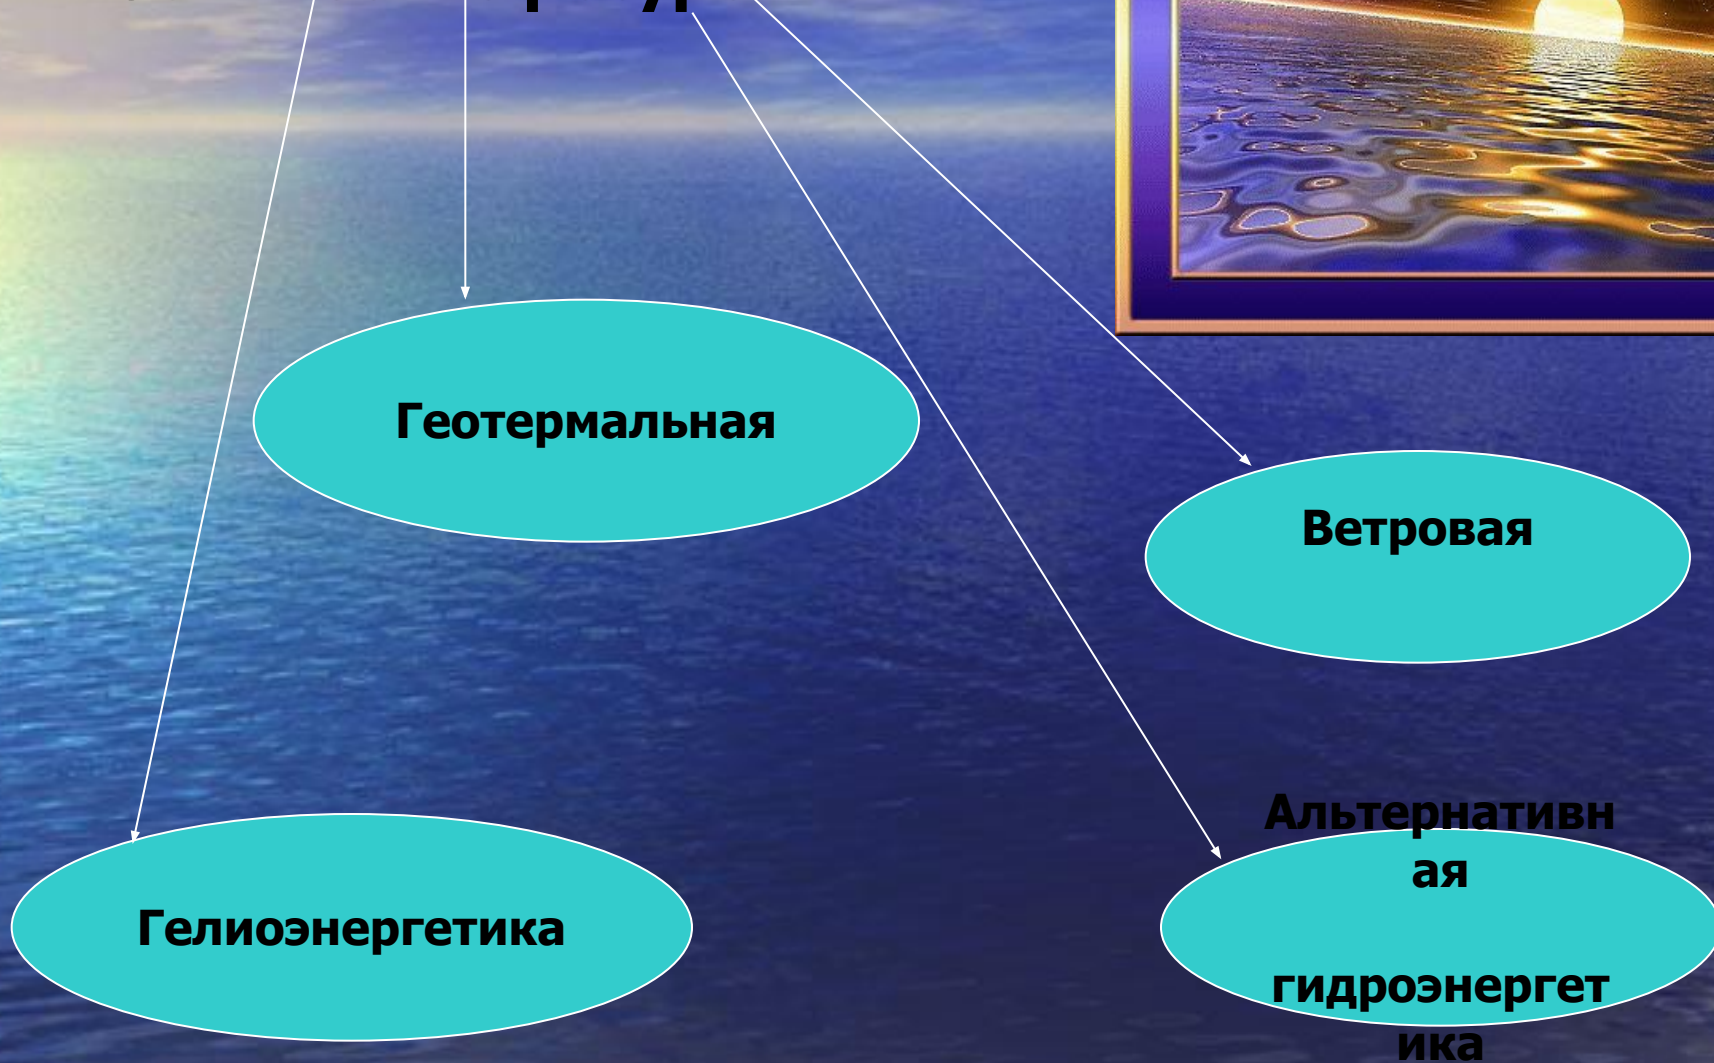 Геотермальная
Ветровая
Альтернативн
ая
гидроэнергет
ика
Гелиоэнергетика